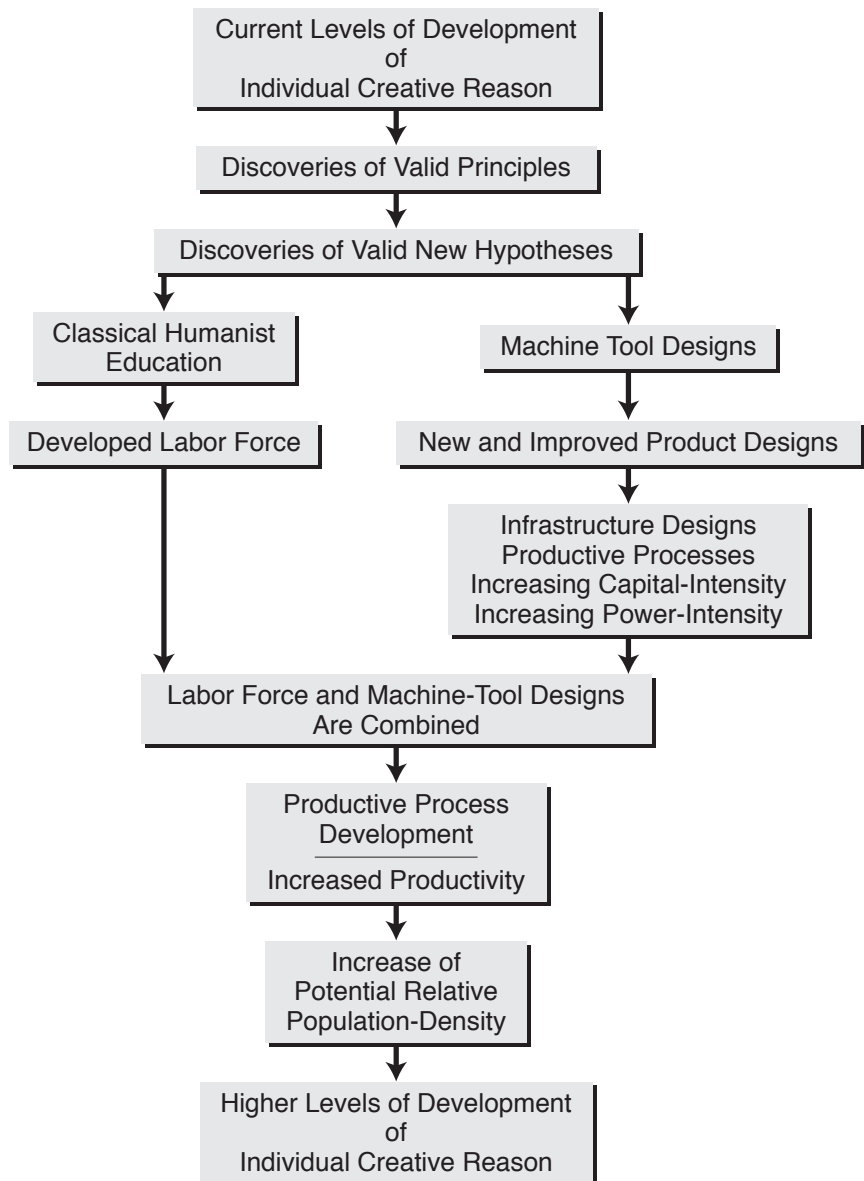 Current Levels of Development
of
Individual Creative Reason
Discoveries of Valid Principles
Discoveries of Valid New Hypotheses
Classical Humanist
Education
Developed Labor Force
Machine Tool Designs
New and Improved Product Designs
Infrastructure Designs
Productive Processes
Increasing Capital-Intensity
Increasing Power-Intensity
Labor Force and Machine-Tool Designs
Are Combined
Productive Process
Development
Increased Productivity
Increase of
Potential Relative
Population-Density
Higher Levels of Development
of
Individual Creative Reason